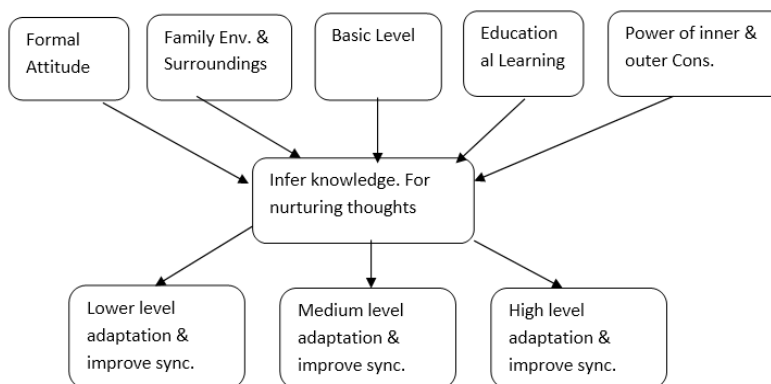 Formal
Attitude
Family Env. &
Surroundings
Basic Level
Education
al Learning
Power of inner &
outer Cons.
Infer knowledge. For
nurturing thoughts
Lower level
adaptation &
improve sync.
Medium level
adaptation &
improve sync.
High level
adaptation &
improve sync.